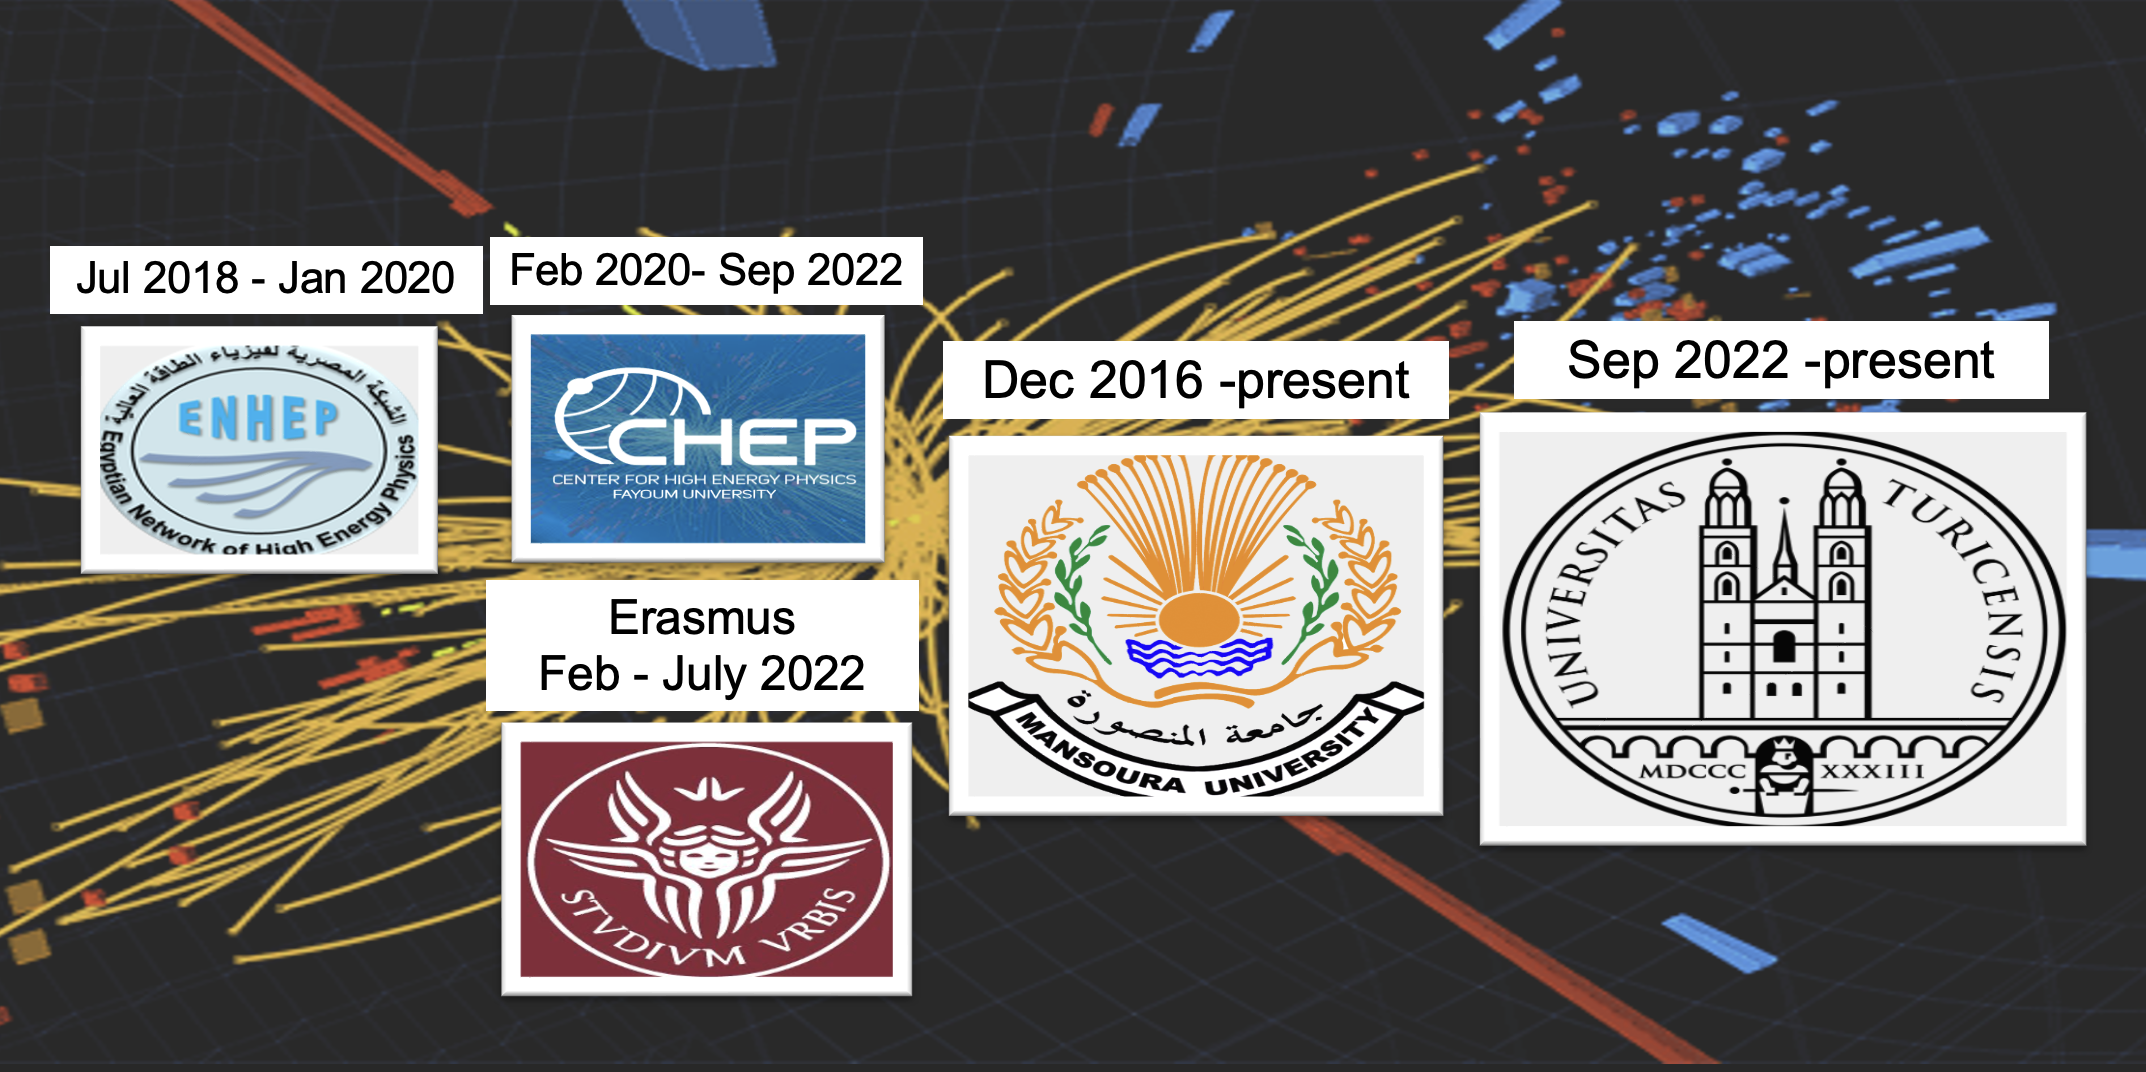 Jul 2018 - Jan 2020
الشبكة المصرية لفيزياء الطاقة العالية
ENHEP
Egyptian Network of High Energy Physics
Feb 2020- Sep 2022
CHEP
CENTER FOR HIGH ENERGY PHYSICS
FAYOUM UNIVERSITY
Erasmus
Feb - July 2022
STVDIVM VRBIS
Dec 2016 -present
جامعة المنصورة
MANSOURA UNIVERSITY
Sep 2022 -present
UNIVERSITAS TURICENSIS
MDCCC XXXIII